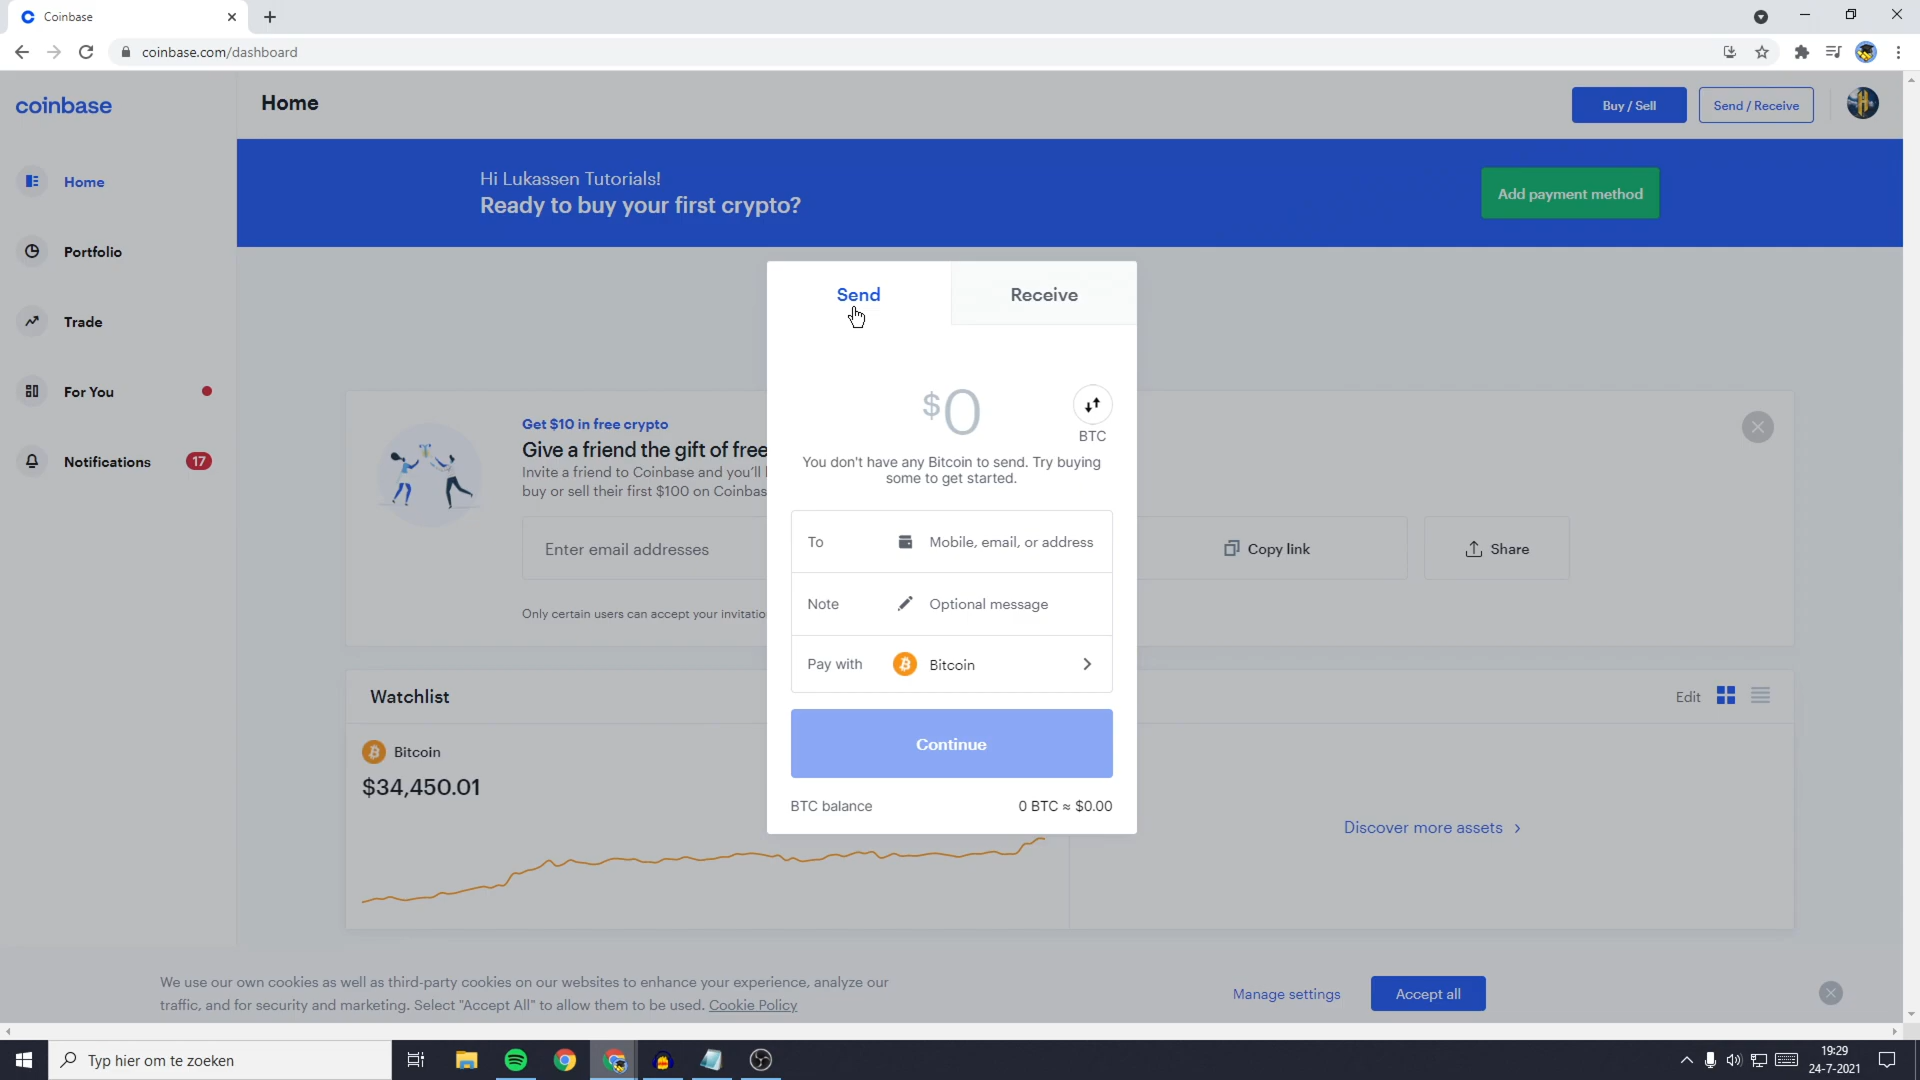 Coinbase
coinbase.com/dashboard
coinbase
Home
Buy / Sell
Send / Receive
Home
Portfolio
Trade
For You
Notifications
17
Hi Lukassen Tutorials!
Ready to buy your first crypto?
Add payment method
Send
Receive
$0
BTC
You don't have any Bitcoin to send. Try buying
some to get started.
To
Mobile, email, or address
Note
Optional message
Pay with
Bitcoin
Continue
BTC balance
0 BTC ≈ $0.00
Get $10 in free crypto
Give a friend the gift of free
Invite a friend to Coinbase and you'll
buy or sell their first $100 on Coinbas
Enter email addresses
Copy link
Share
Only certain users can accept your invitatio
Watchlist
Edit
Bitcoin
$34,450.01
Discover more assets
We use our own cookies as well as third-party cookies on our websites to enhance your experience, analyze our
traffic, and for security and marketing. Select "Accept All" to allow them to be used. Cookie Policy
Manage settings
Accept all
Typ hier om te zoeken
19:29
24-7-2021